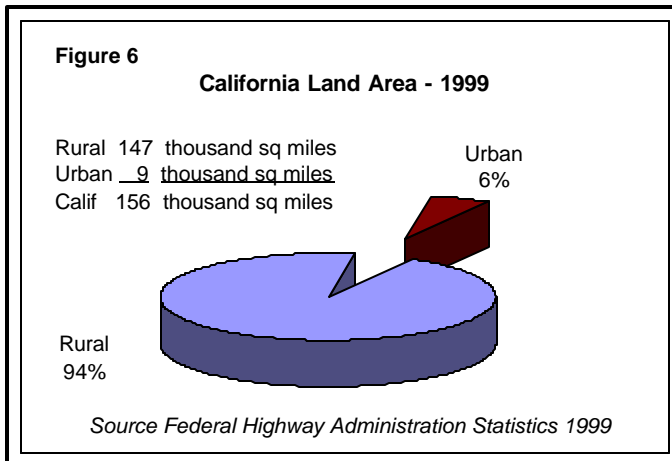 Figure 6
California Land Area - 1999
Rural 147 thousand sq miles
Urban 9 thousand sq miles
Calif 156 thousand sq miles
Urban
6%
Rural
94%
Source Federal Highway Administration Statistics 1999